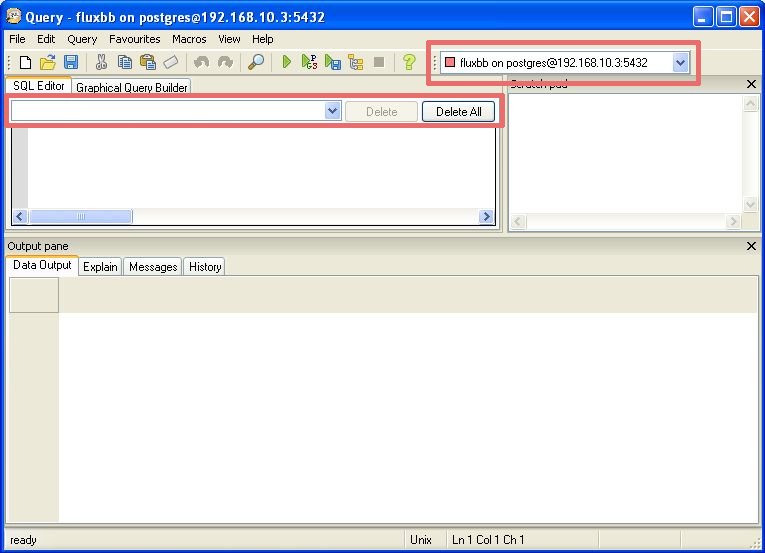 Query - fluxbb on postgres@192.168.10.3:5432
File Edit Query Favourites Macros View Help
fluxbb on postgres@192.168.10.3:5432
SQL Editor Graphical Query Builder
Scratch pad
Delete Delete All
Output pane
Data Output Explain Messages History
ready Unix Ln 1 Col 1 Ch 1